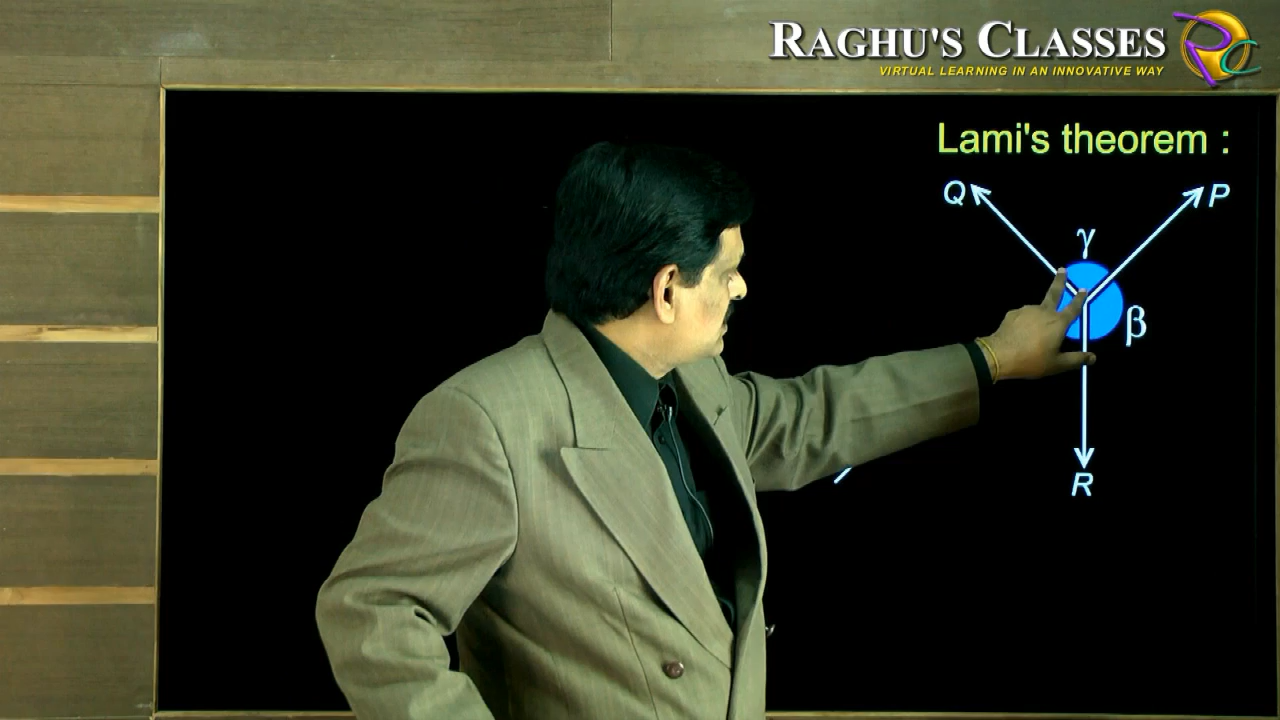 RAGHU'S CLASSES
VIRTUAL LEARNING IN AN INNOVATIVE WAY
Lami's theorem :
Q
P
γ
β
R